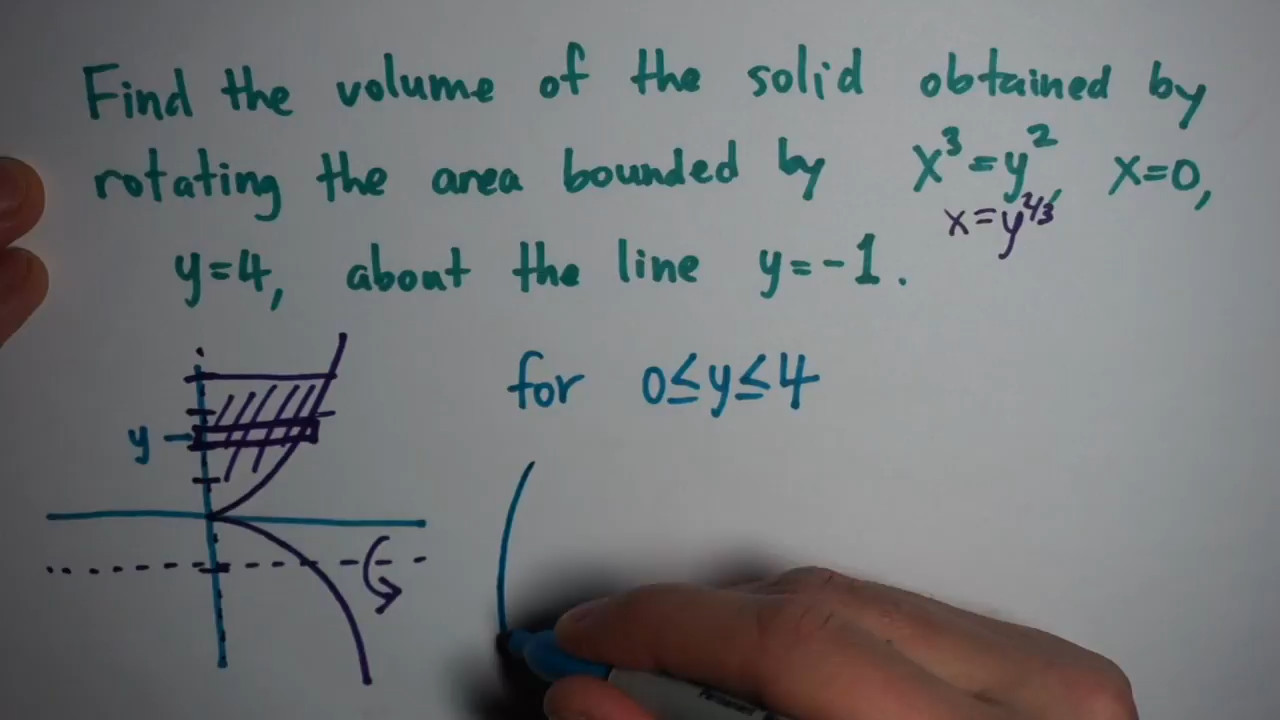 Find the volume of the solid obtained by
rotating the area bounded by x³=y², x=0,
x=y^{2/3}
y=4, about the line y=-1.
for 0≤y≤4
y